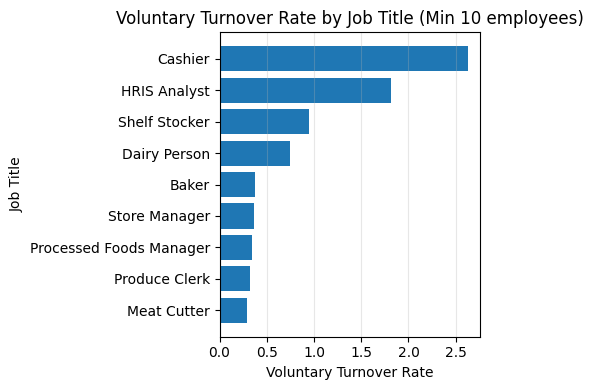 Voluntary Turnover Rate by Job Title (Min 10 employees)
Job Title
Cashier
HRIS Analyst
Shelf Stocker
Dairy Person
Baker
Store Manager
Processed Foods Manager
Produce Clerk
Meat Cutter
0.0 0.5 1.0 1.5 2.0 2.5
Voluntary Turnover Rate